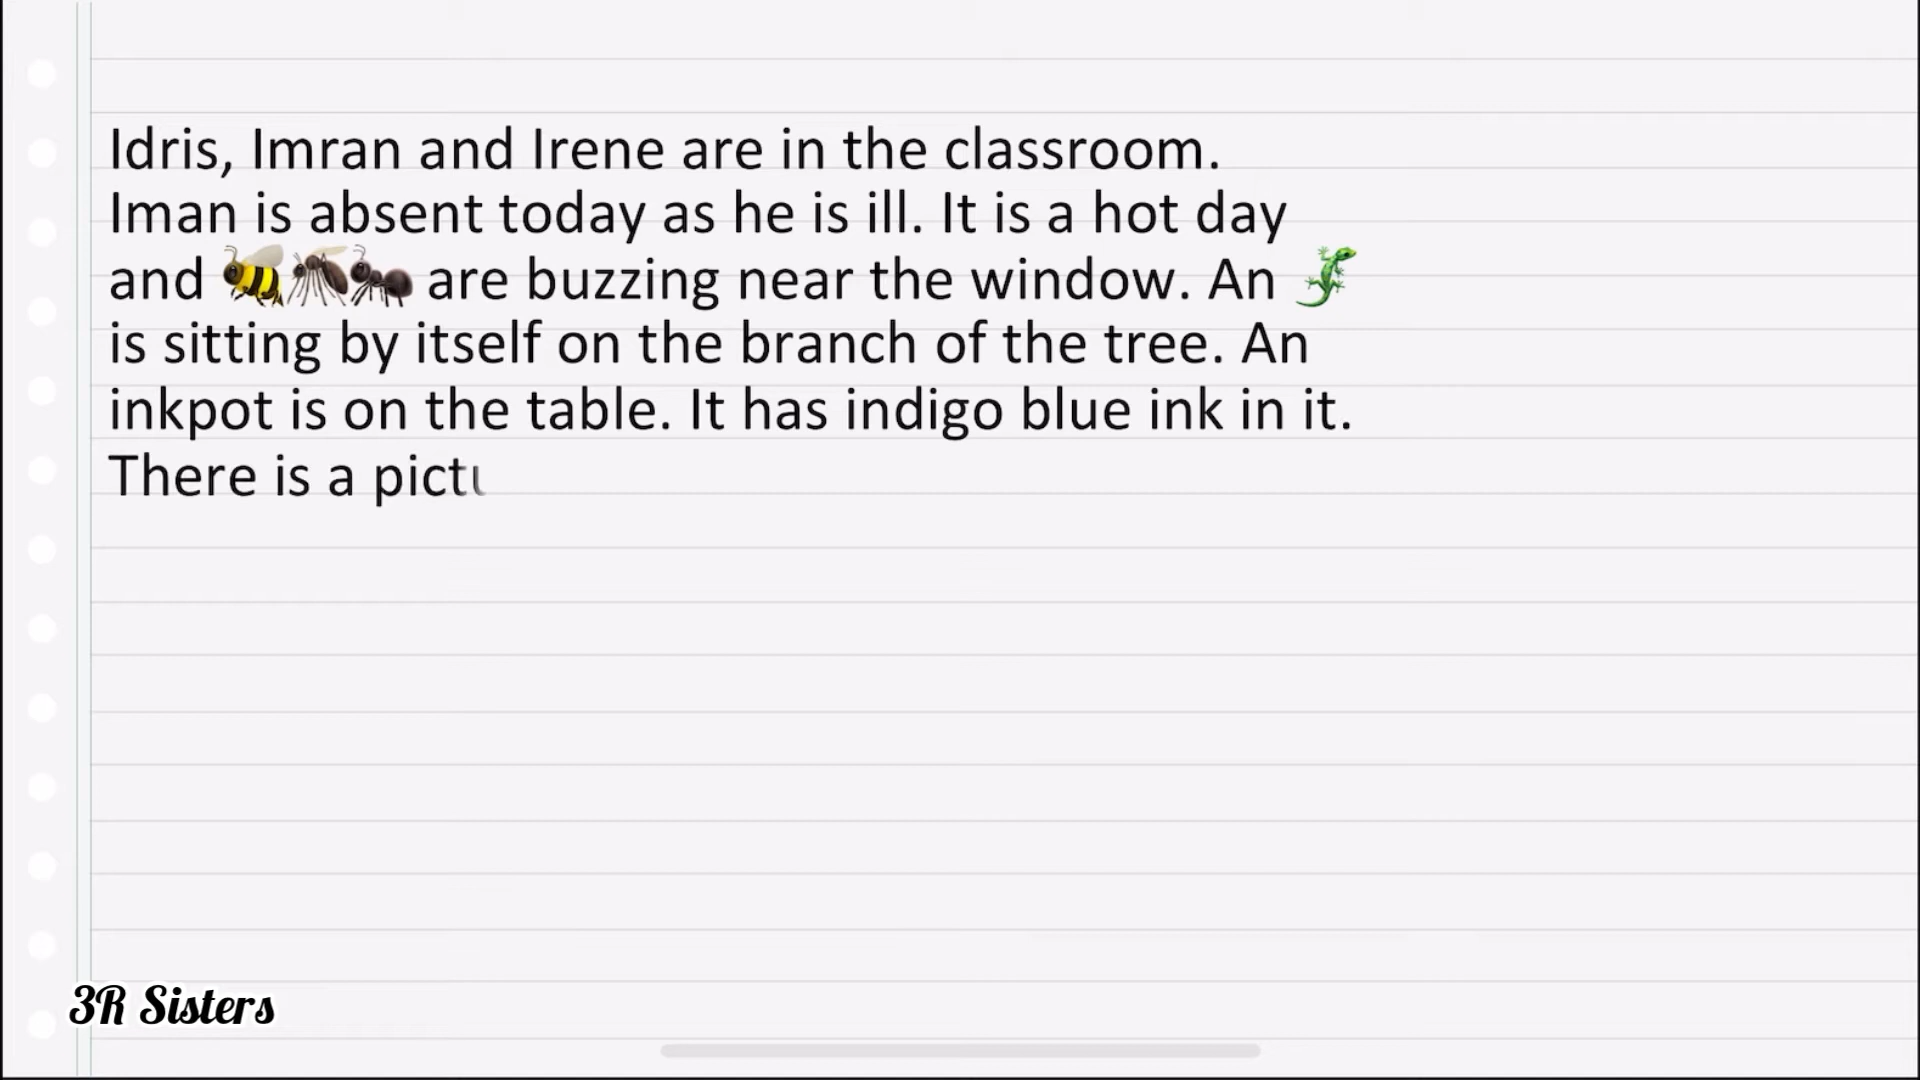 Idris, Imran and Irene are in the classroom.
Iman is absent today as he is ill. It is a hot day
and 🐝🦟🐜 are buzzing near the window. An 🦎
is sitting by itself on the branch of the tree. An
inkpot is on the table. It has indigo blue ink in it.
There is a pictu
3R Sisters